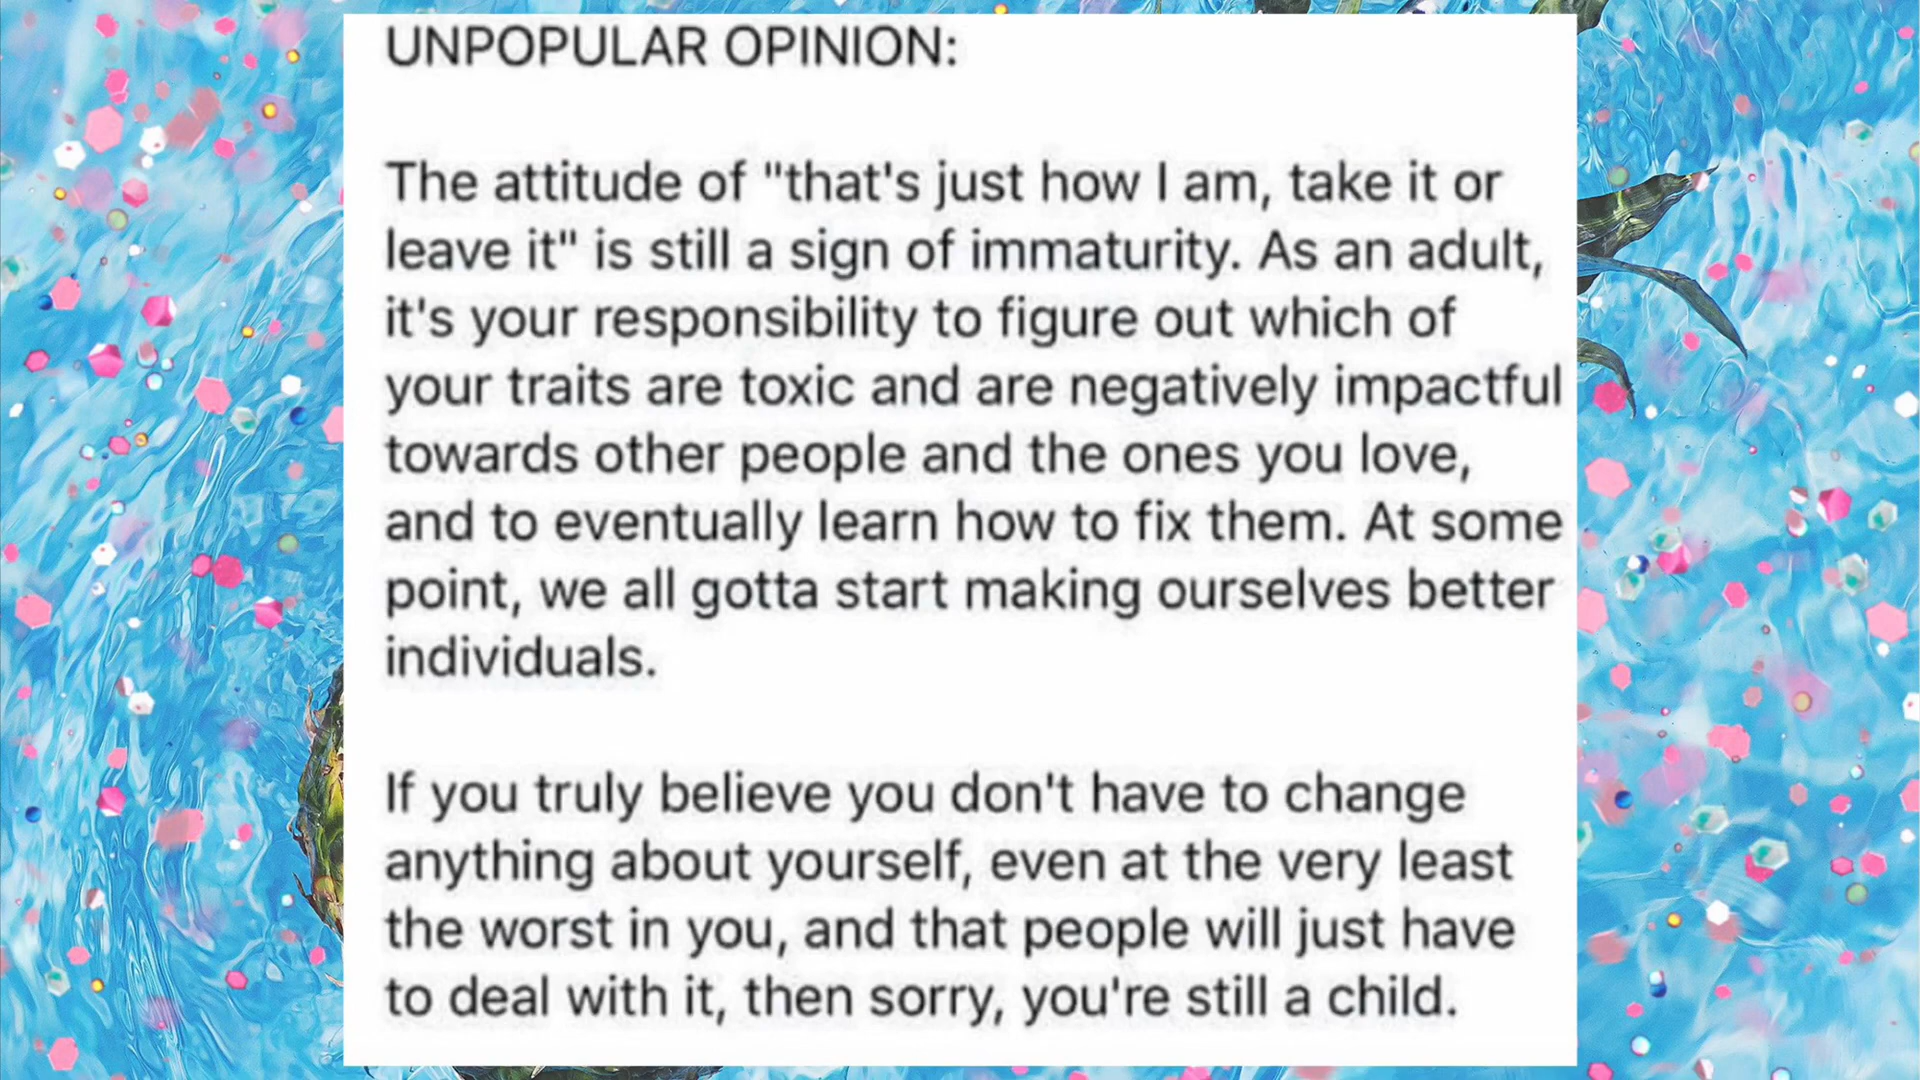 UNPOPULAR OPINION:
The attitude of "that's just how I am, take it or
leave it" is still a sign of immaturity. As an adult,
it's your responsibility to figure out which of
your traits are toxic and are negatively impactful
towards other people and the ones you love,
and to eventually learn how to fix them. At some
point, we all gotta start making ourselves better
individuals.
If you truly believe you don't have to change
anything about yourself, even at the very least
the worst in you, and that people will just have
to deal with it, then sorry, you're still a child.